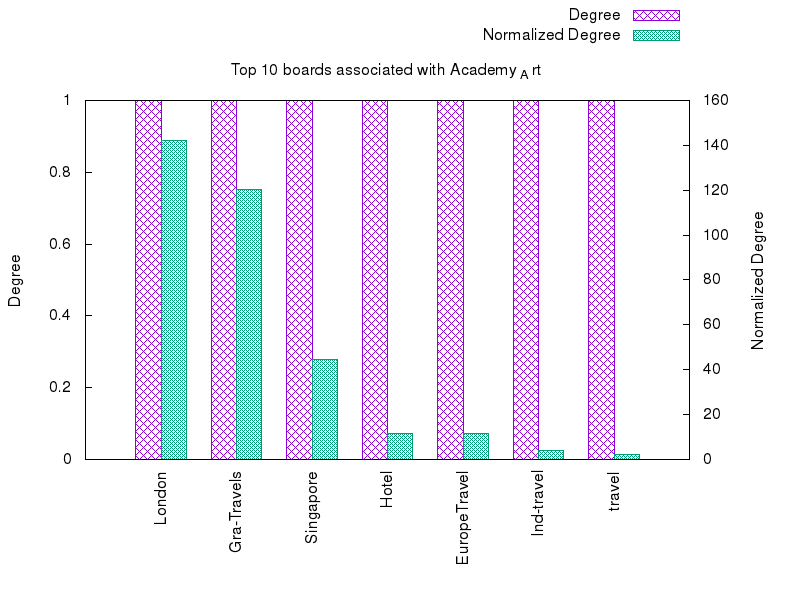 Degree
Normalized Degree
Top 10 boards associated with Academy A rt
1
0.8
0.6
0.4
0.2
0
160
140
120
100
80
60
40
20
0
Degree
Normalized Degree
London
Gra-Travels
Singapore
Hotel
EuropeTravel
Ind-travel
travel